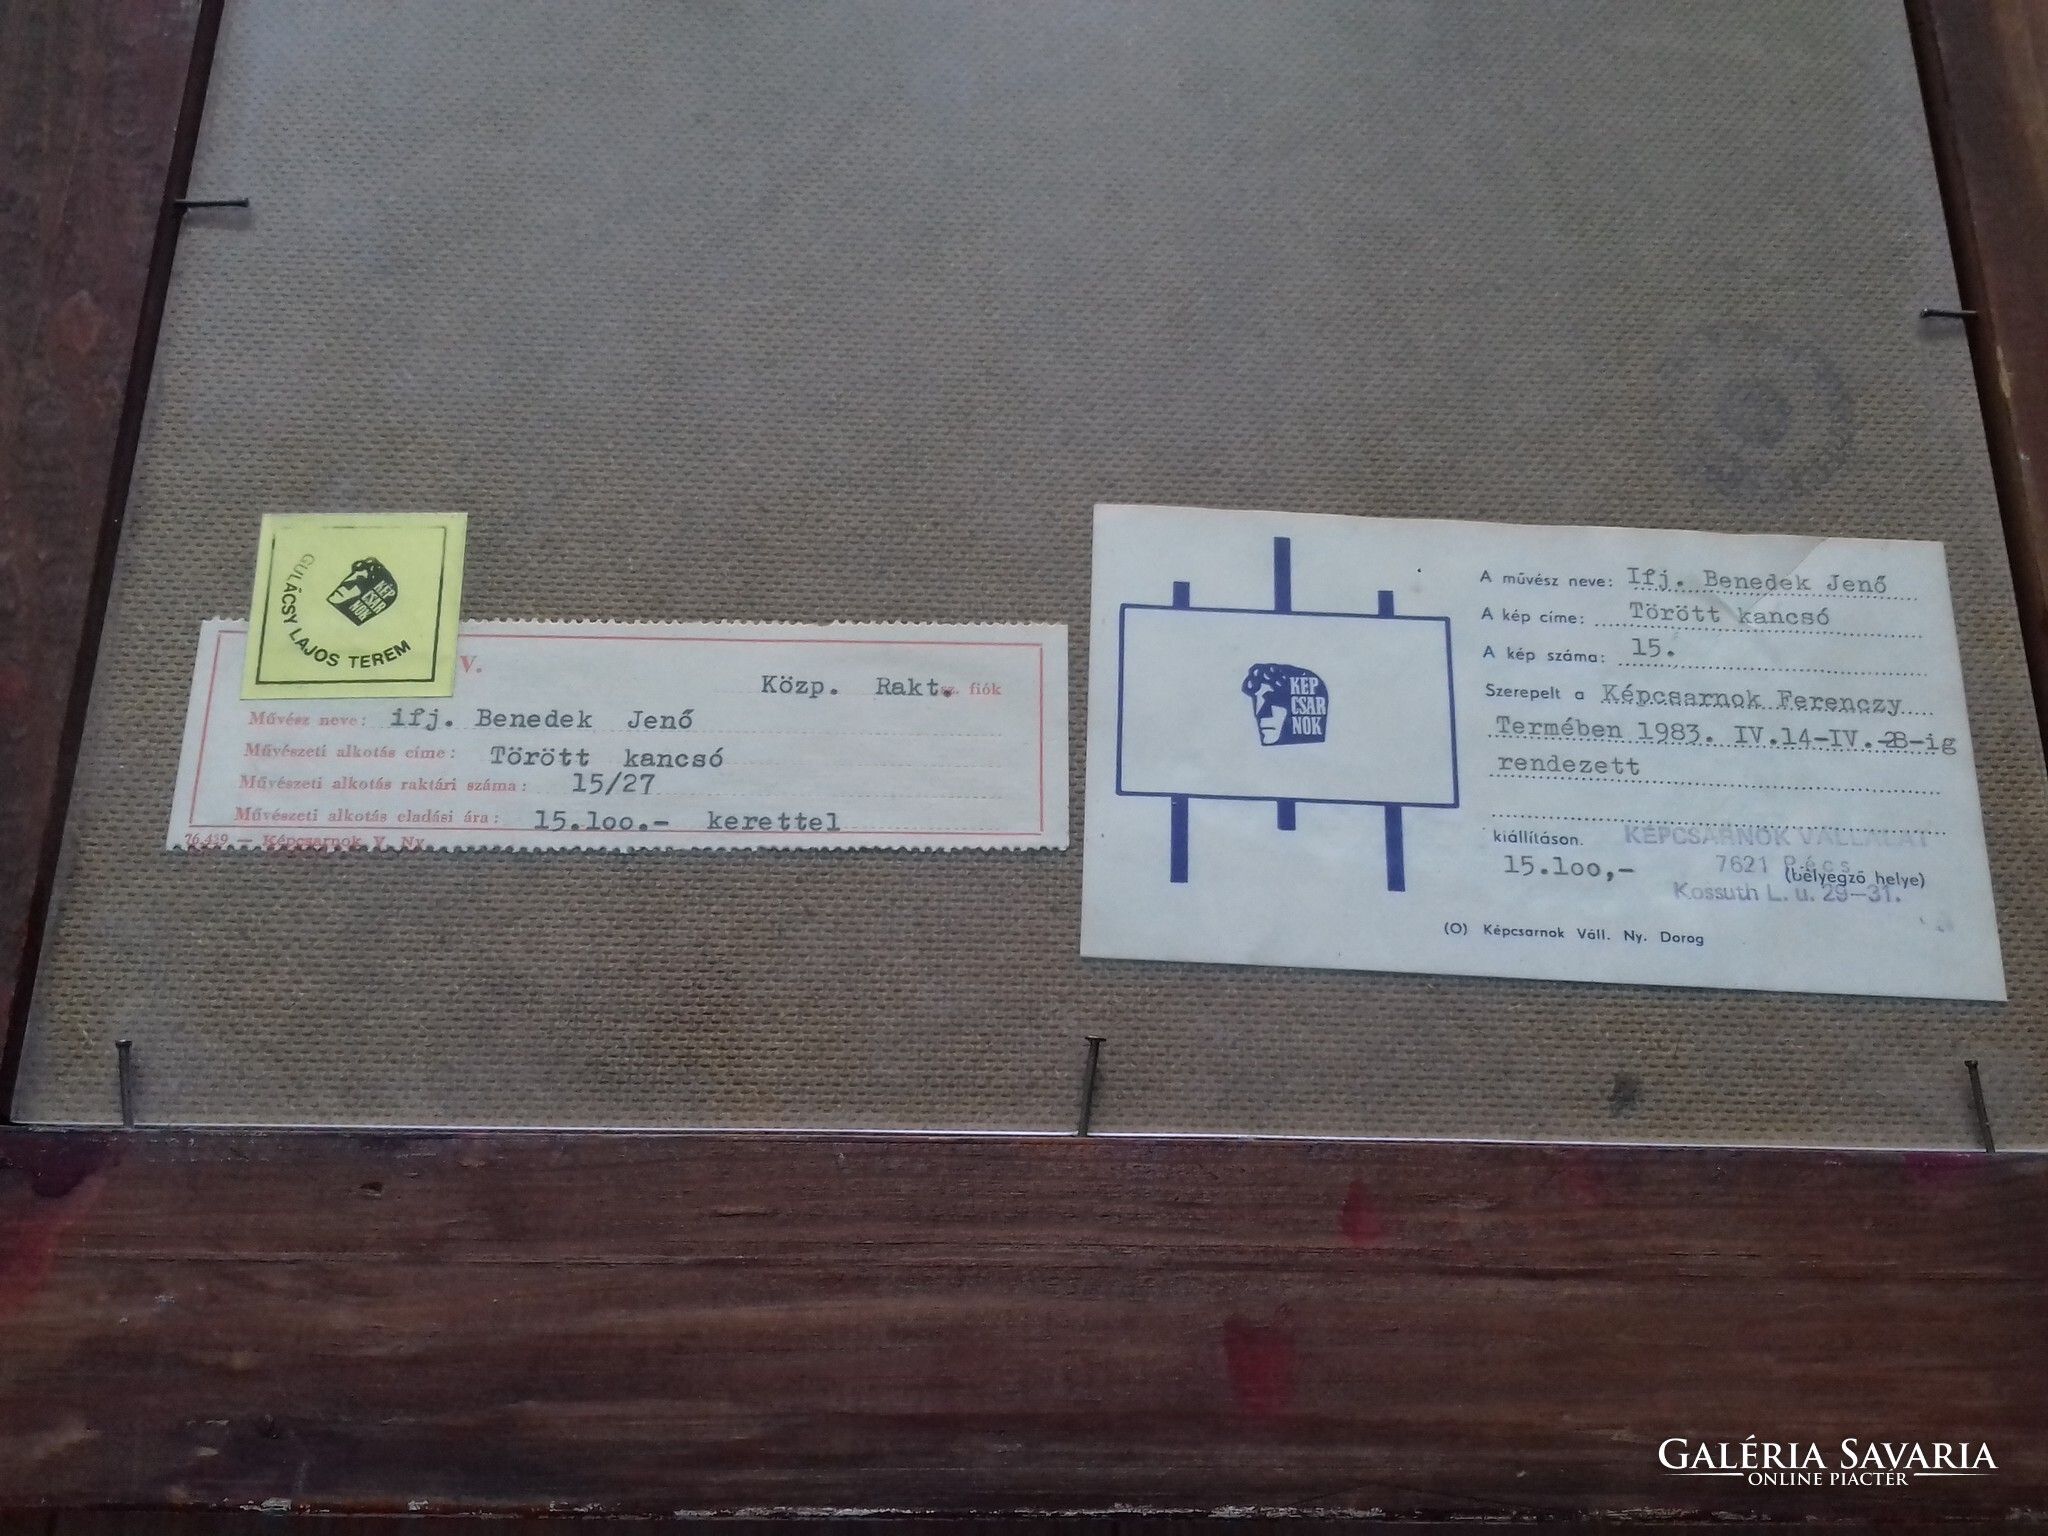 GULÁCSY LAJOS TEREM
KÉP
CSAR
NOK
V.
Közp. Rakt. sz. fiók
Művész neve: ifj. Benedek Jenő
Művészeti alkotás címe: Törött kancsó
Művészeti alkotás raktári száma: 15/27
Művészeti alkotás eladási ára: 15.loo.- kerettel
76.459 — Képcsarnok V. Ny.
KÉP
CSAR
NOK
A művész neve: Ifj. Benedek Jenő
A kép címe: Törött kancsó
A kép száma: 15.
Szerepelt a Képcsarnok Ferenczy
Termében 1983. IV.14-IV.28-ig
rendezett
kiállításon.
KÉPCSARNOK VÁLLALAT
7621 Pécs
15.loo,-
(bélyegző helye)
Kossuth L. u. 29-31.
(O) Képcsarnok Váll. Ny. Dorog
GALÉRIA SAVARIA
ONLINE PIACTÉR